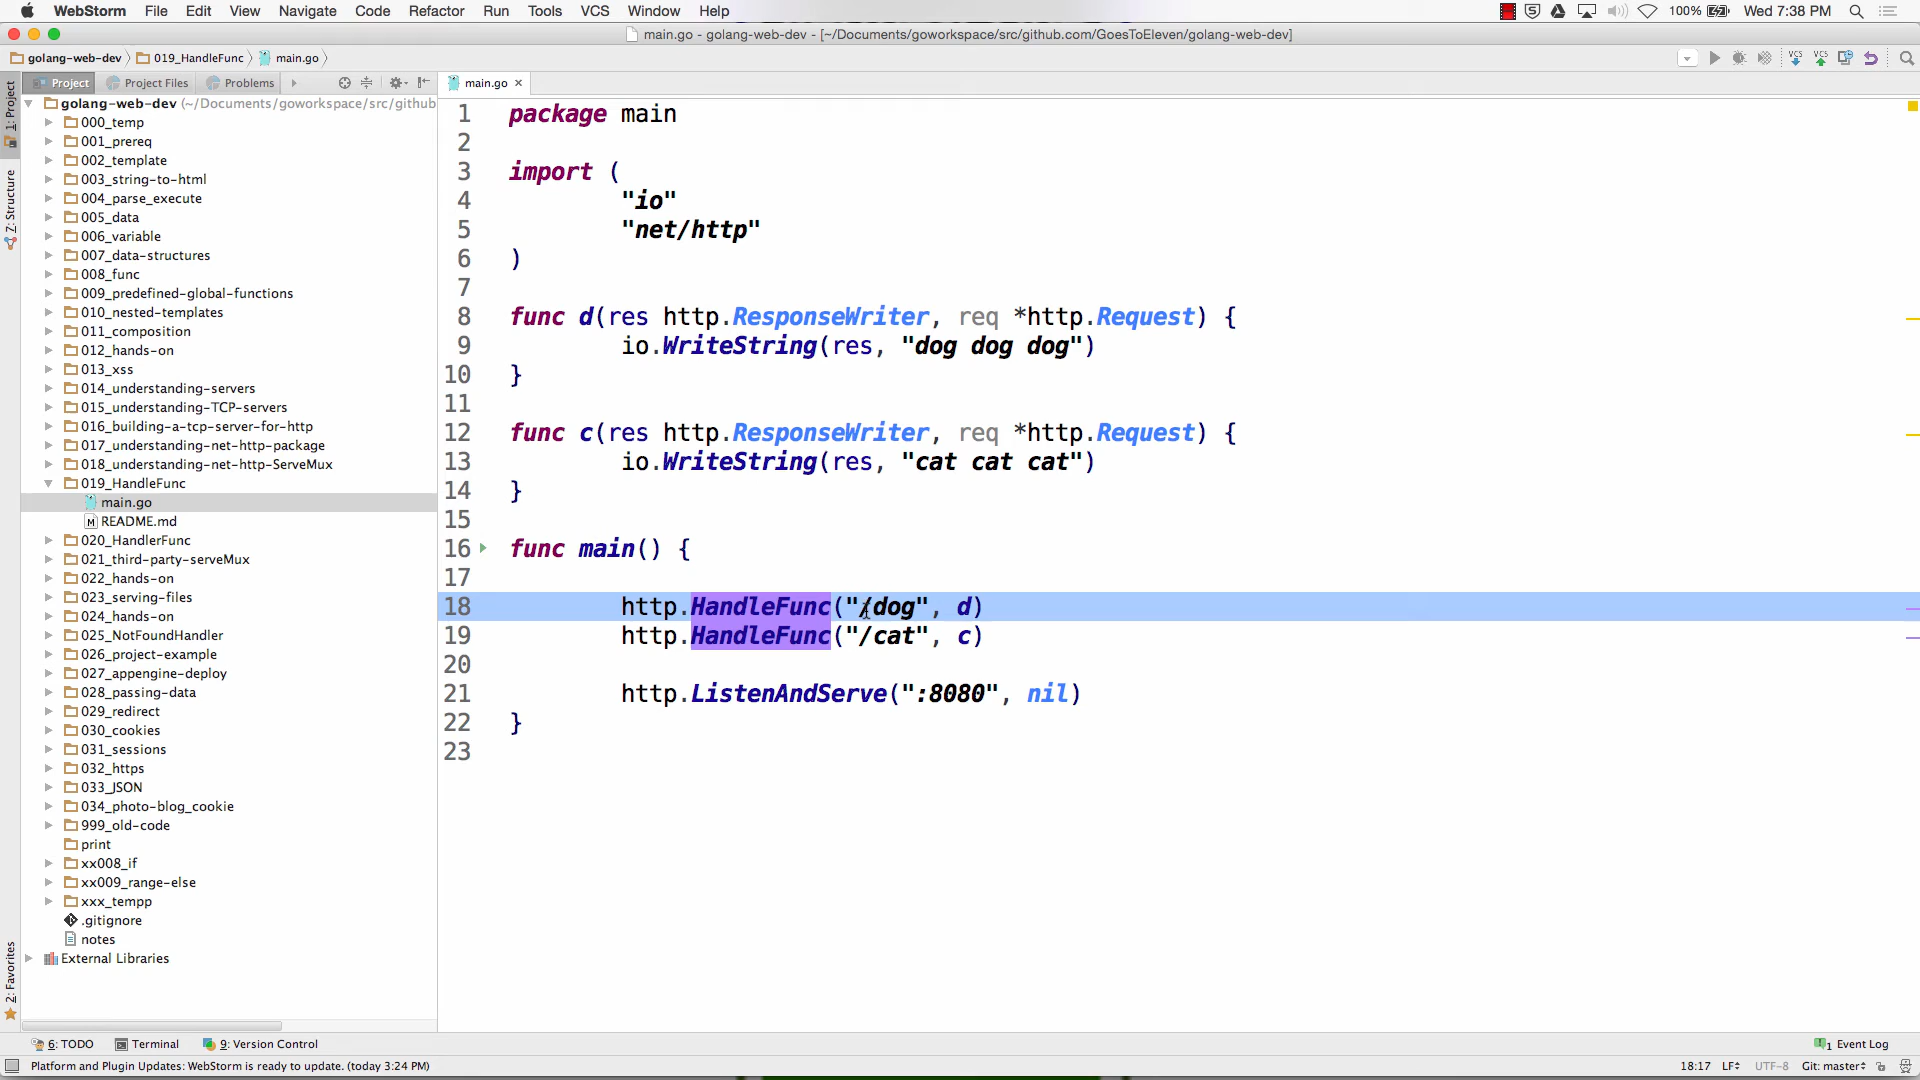 WebStorm File Edit View Navigate Code Refactor Run Tools VCS Window Help 100% Wed 7:38 PM
main.go - golang-web-dev - [~/Documents/goworkspace/src/github.com/GoesToEleven/golang-web-dev]
golang-web-dev 019_HandleFunc main.go
Project Project Files Problems
main.go ×
1: Project
Z: Structure
2: Favorites
golang-web-dev (~/Documents/goworkspace/src/github
000_temp
001_prereq
002_template
003_string-to-html
004_parse_execute
005_data
006_variable
007_data-structures
008_func
009_predefined-global-functions
010_nested-templates
011_composition
012_hands-on
013_xss
014_understanding-servers
015_understanding-TCP-servers
016_building-a-tcp-server-for-http
017_understanding-net-http-package
018_understanding-net-http-ServeMux
019_HandleFunc
main.go
README.md
020_HandlerFunc
021_third-party-serveMux
022_hands-on
023_serving-files
024_hands-on
025_NotFoundHandler
026_project-example
027_appengine-deploy
028_passing-data
029_redirect
030_cookies
031_sessions
032_https
033_JSON
034_photo-blog_cookie
999_old-code
print
xx008_if
xx009_range-else
xxx_tempp
.gitignore
notes
External Libraries
1 package main
2
3 import (
4 "io"
5 "net/http"
6 )
7
8 func d(res http.ResponseWriter, req *http.Request) {
9 io.WriteString(res, "dog dog dog")
10 }
11
12 func c(res http.ResponseWriter, req *http.Request) {
13 io.WriteString(res, "cat cat cat")
14 }
15
16 func main() {
17
18 http.HandleFunc("/dog", d)
19 http.HandleFunc("/cat", c)
20
21 http.ListenAndServe(":8080", nil)
22 }
23
6: TODO Terminal 9: Version Control 1 Event Log
Platform and Plugin Updates: WebStorm is ready to update. (today 3:24 PM) 18:17 LF UTF-8 Git: master